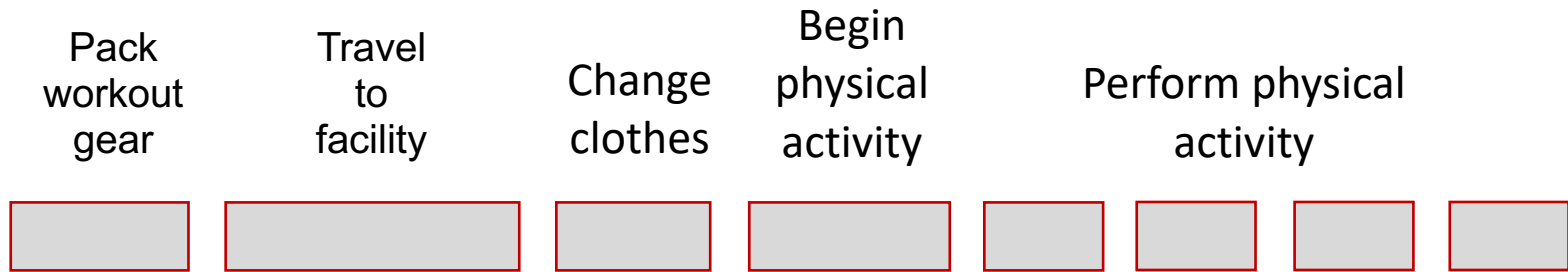 Pack
workout
gear
Travel
to
facility
Change
clothes
Begin
physical
activity
Perform physical
activity